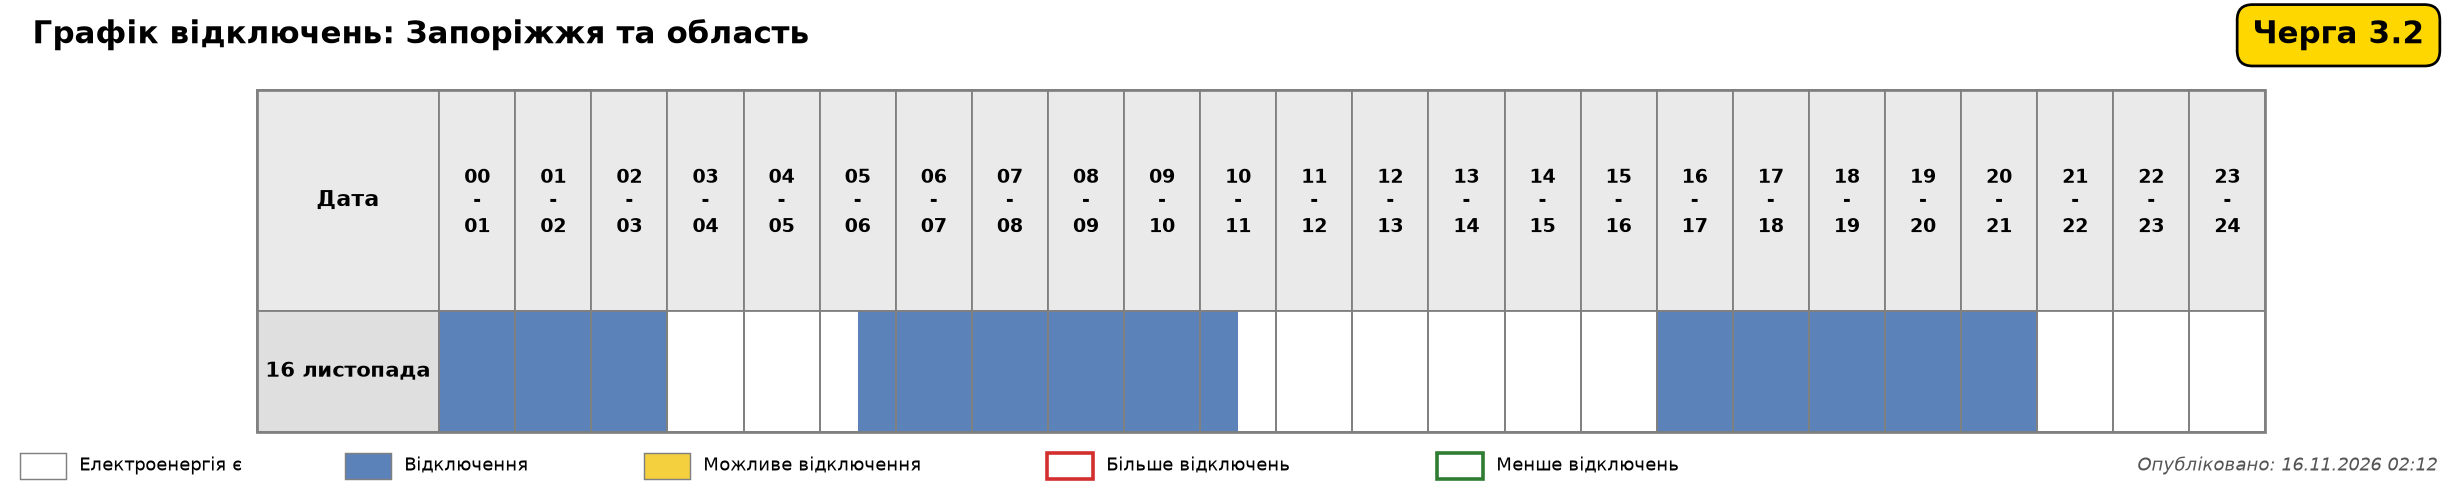 Графік відключень: Запоріжжя та область
Черга 3.2
Дата
00 - 01
01 - 02
02 - 03
03 - 04
04 - 05
05 - 06
06 - 07
07 - 08
08 - 09
09 - 10
10 - 11
11 - 12
12 - 13
13 - 14
14 - 15
15 - 16
16 - 17
17 - 18
18 - 19
19 - 20
20 - 21
21 - 22
22 - 23
23 - 24
16 листопада
Електроенергія є
Відключення
Можливе відключення
Більше відключень
Менше відключень
Опубліковано: 16.11.2026 02:12